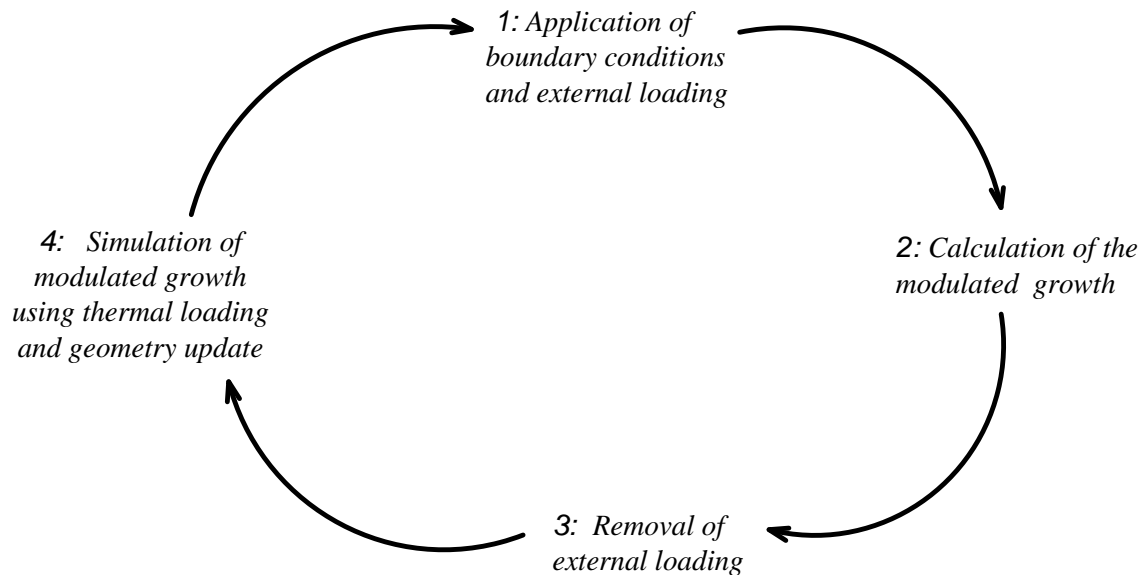 1: Application of
boundary conditions
and external loading
2: Calculation of the
modulated growth
3: Removal of
external loading
4: Simulation of
modulated growth
using thermal loading
and geometry update